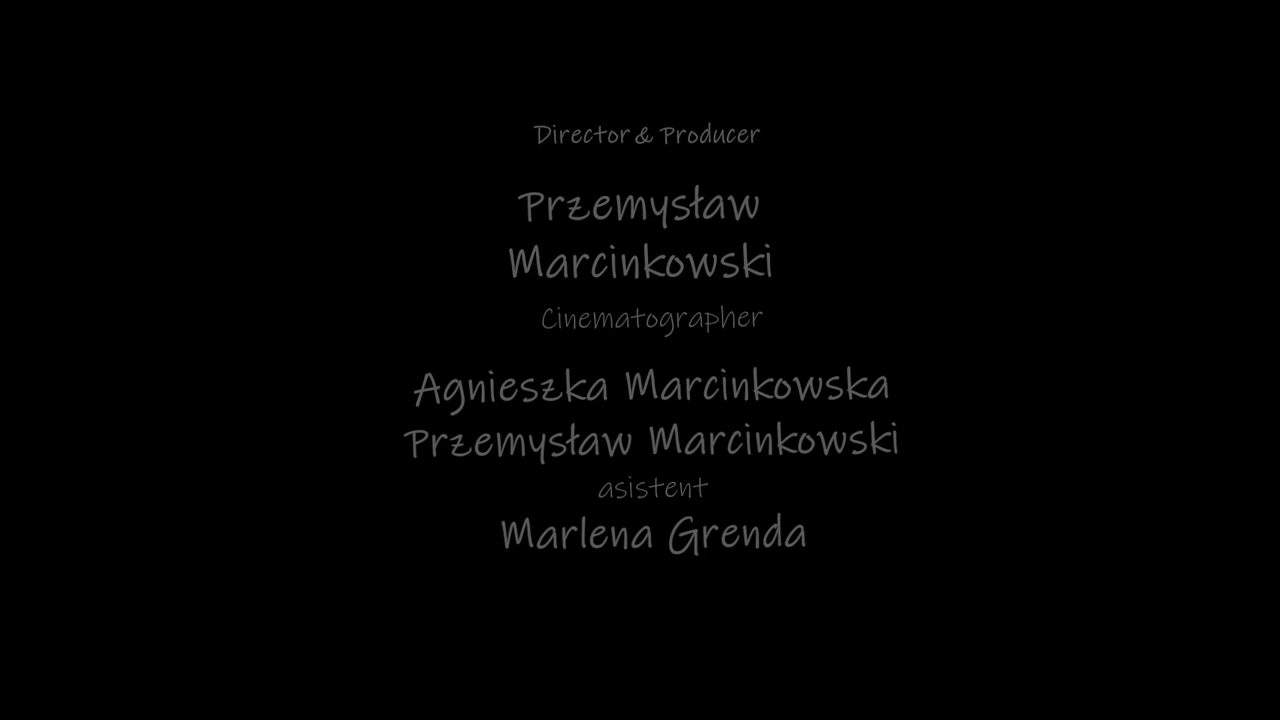 Director & Producer
Przemysław
Marcinkowski
Cinematographer
Agnieszka Marcinkowska
Przemysław Marcinkowski
asistent
Marlena Grenda